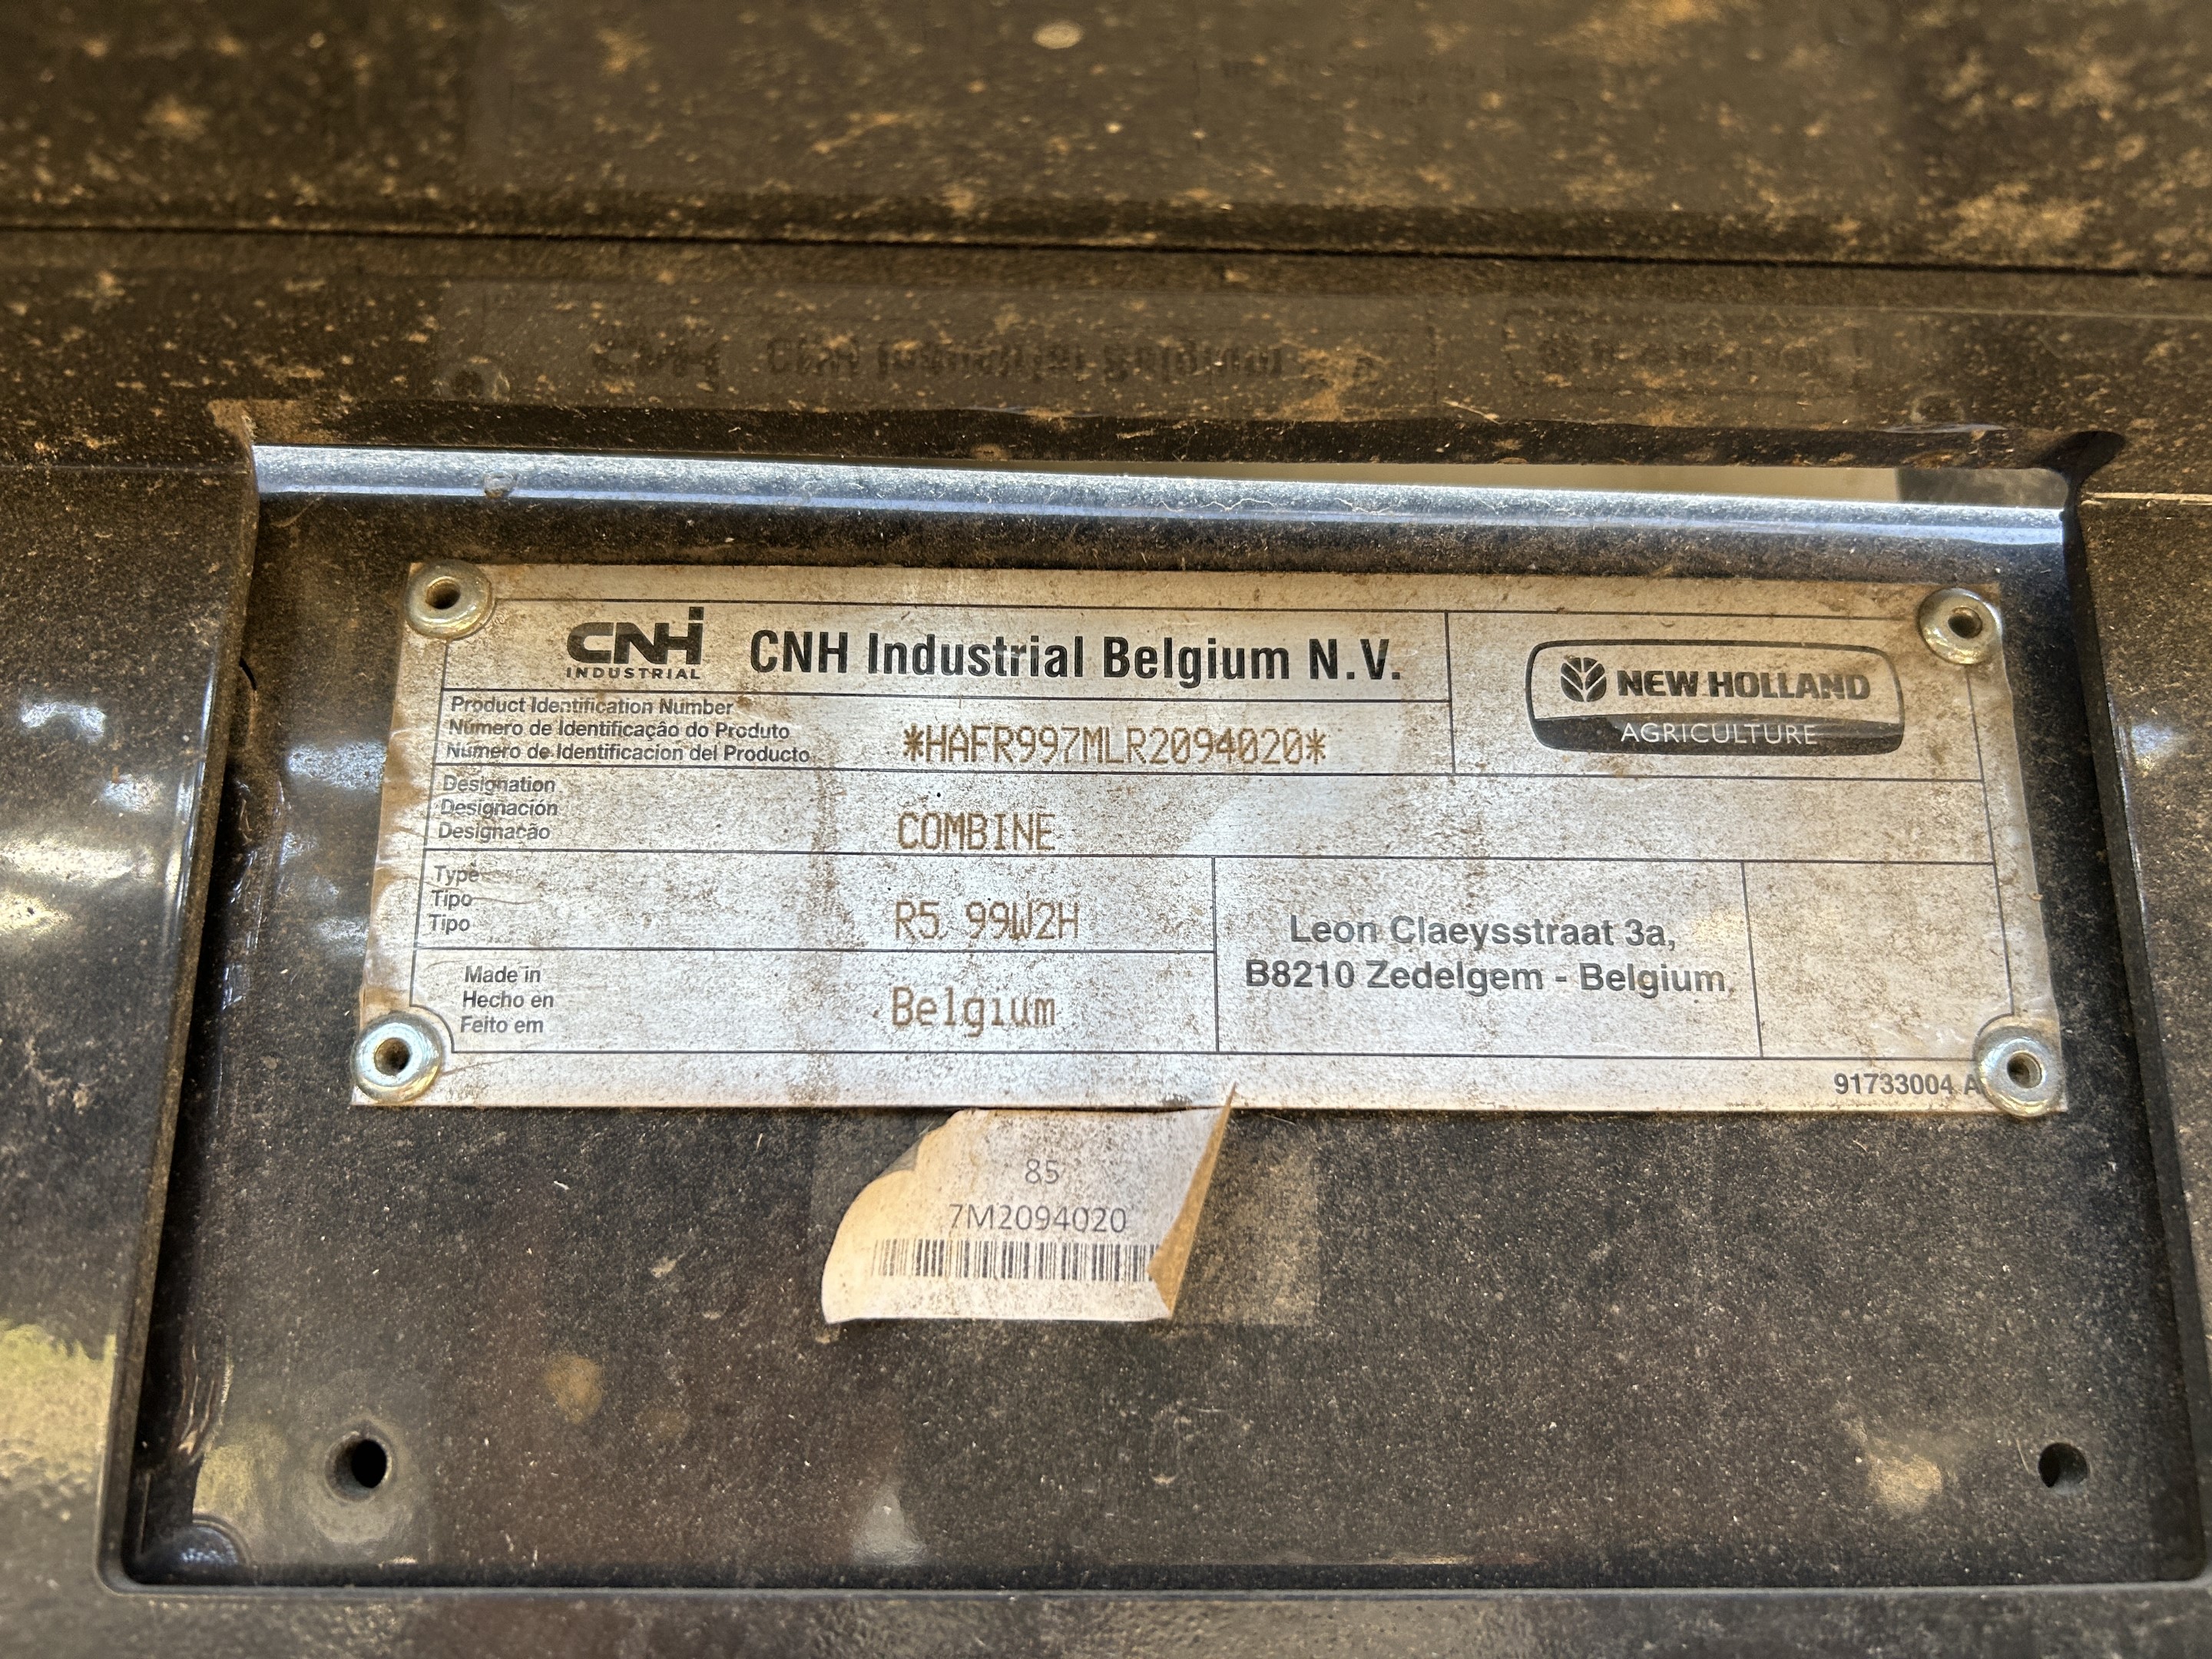 CNH
INDUSTRIAL
CNH Industrial Belgium N.V.
NEW HOLLAND
AGRICULTURE
Product Identification Number
Número de Identificação do Produto
Número de Identificacion del Producto
*HAFR997MLR2094020*
Designation
Designación
Designacão
COMBINE
Type
Tipo
Tipo
R5 99W2H
Made in
Hecho en
Feito em
Belgium
Leon Claeysstraat 3a,
B8210 Zedelgem - Belgium
91733004 A
85
7M2094020